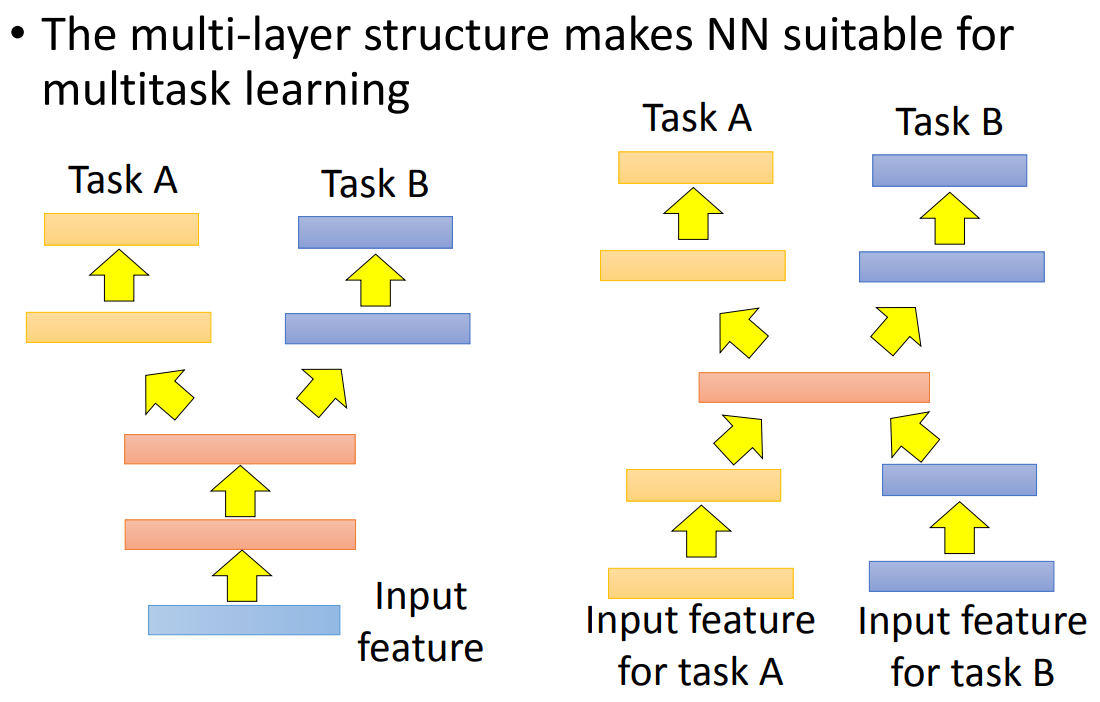 • The multi-layer structure makes NN suitable for
multitask learning
Task A
Task B
Input
feature
Task A
Task B
Input feature
for task A
Input feature
for task B